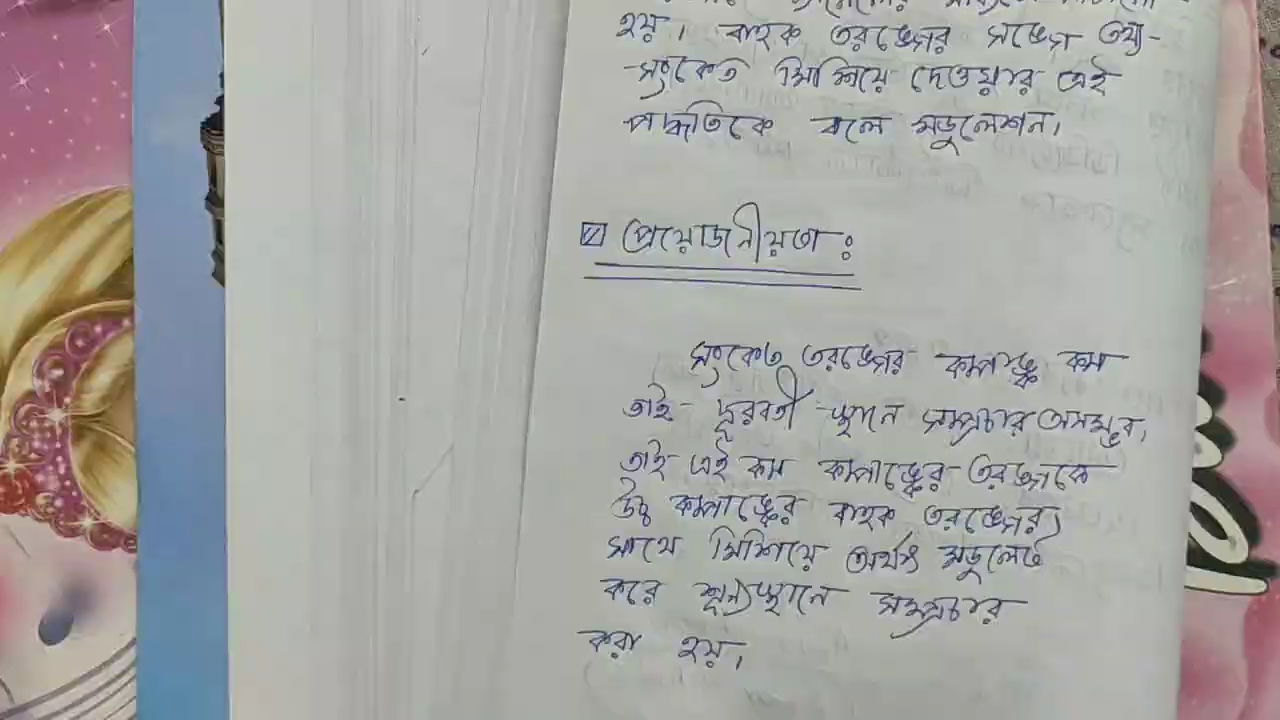 হয়। বাহক তরঙ্গের সঙ্গে তথ্য-
-সংকেত মিশিয়ে দেওয়ার এই
পদ্ধতিকে বলে মডুলেশন।
প্রয়োজনীয়তা :
সংকেত তরঙ্গের কম্পাঙ্ক কম
তাই- দূরবর্তী -স্থানে সম্প্রচার অসম্ভব,
তাই এই কম কম্পাঙ্কের তরঙ্গকে
উচ্চ কম্পাঙ্কের বাহক তরঙ্গের
সাথে মিশিয়ে অর্থাৎ মডুলেট
করে শূন্যস্থানে সম্প্রচার
করা হয়।